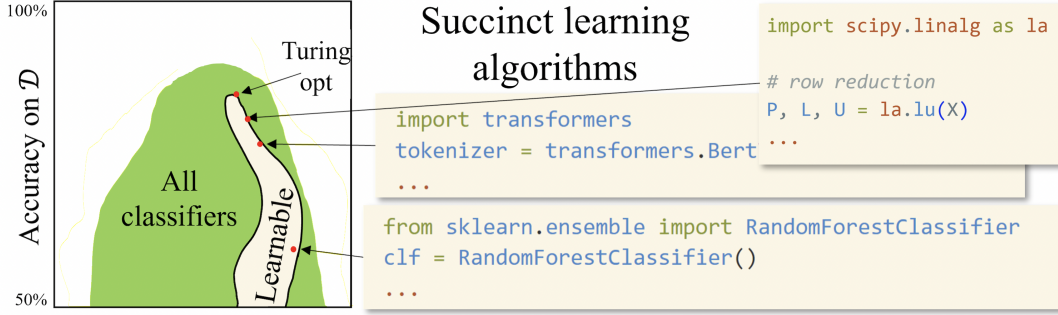 100%
Accuracy on 𝒟
50%
Turing
opt
All
classifiers
Learnable
Succinct learning
algorithms
import scipy.linalg as la
# row reduction
P, L, U = la.lu(X)
...
import transformers
tokenizer = transformers.Bert
...
from sklearn.ensemble import RandomForestClassifier
clf = RandomForestClassifier()
...